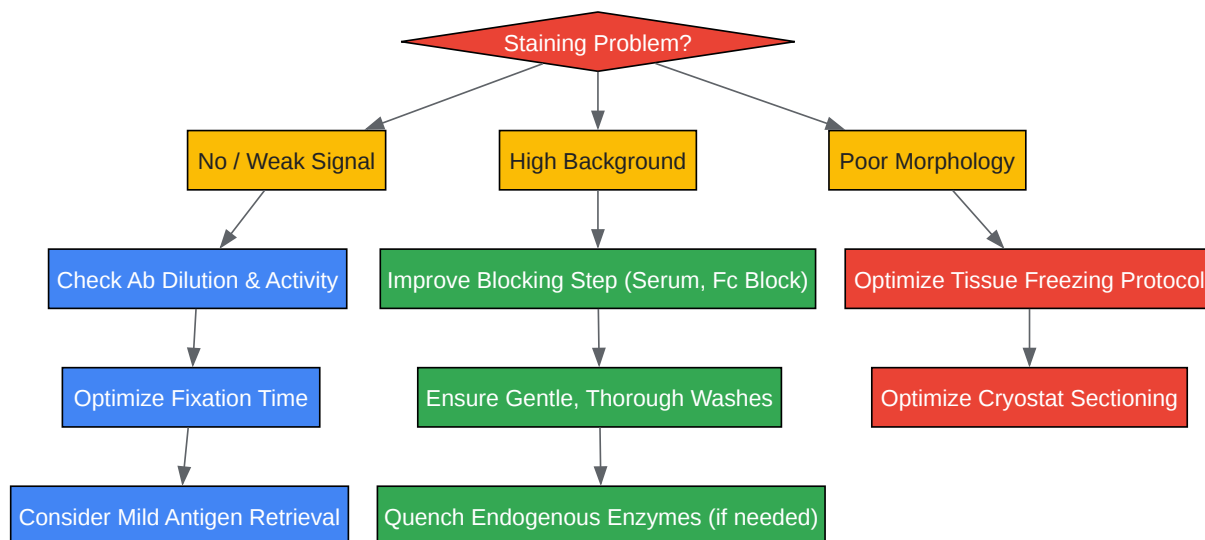 Staining Problem?
No / Weak Signal
High Background
Poor Morphology
Check Ab Dilution & Activity
Improve Blocking Step (Serum, Fc Block)
Optimize Tissue Freezing Protocol
Optimize Fixation Time
Ensure Gentle, Thorough Washes
Optimize Cryostat Sectioning
Consider Mild Antigen Retrieval
Quench Endogenous Enzymes (if needed)